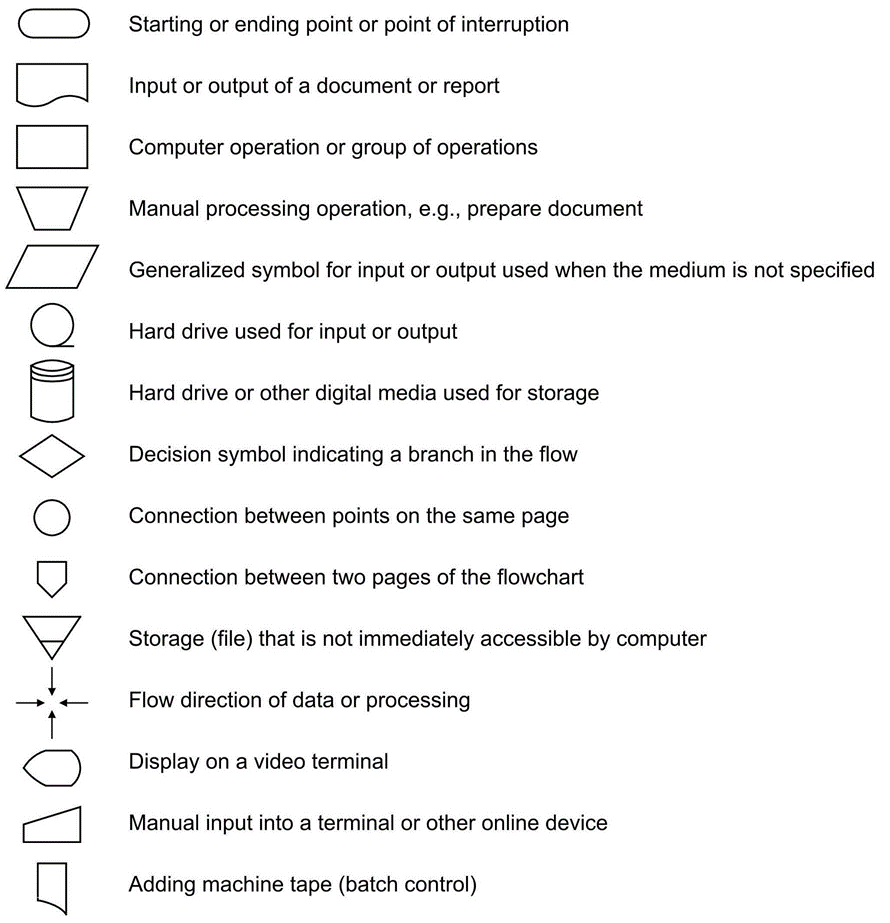 Starting or ending point or point of interruption
Input or output of a document or report
Computer operation or group of operations
Manual processing operation, e.g., prepare document
Generalized symbol for input or output used when the medium is not specified
Hard drive used for input or output
Hard drive or other digital media used for storage
Decision symbol indicating a branch in the flow
Connection between points on the same page
Connection between two pages of the flowchart
Storage (file) that is not immediately accessible by computer
Flow direction of data or processing
Display on a video terminal
Manual input into a terminal or other online device
Adding machine tape (batch control)